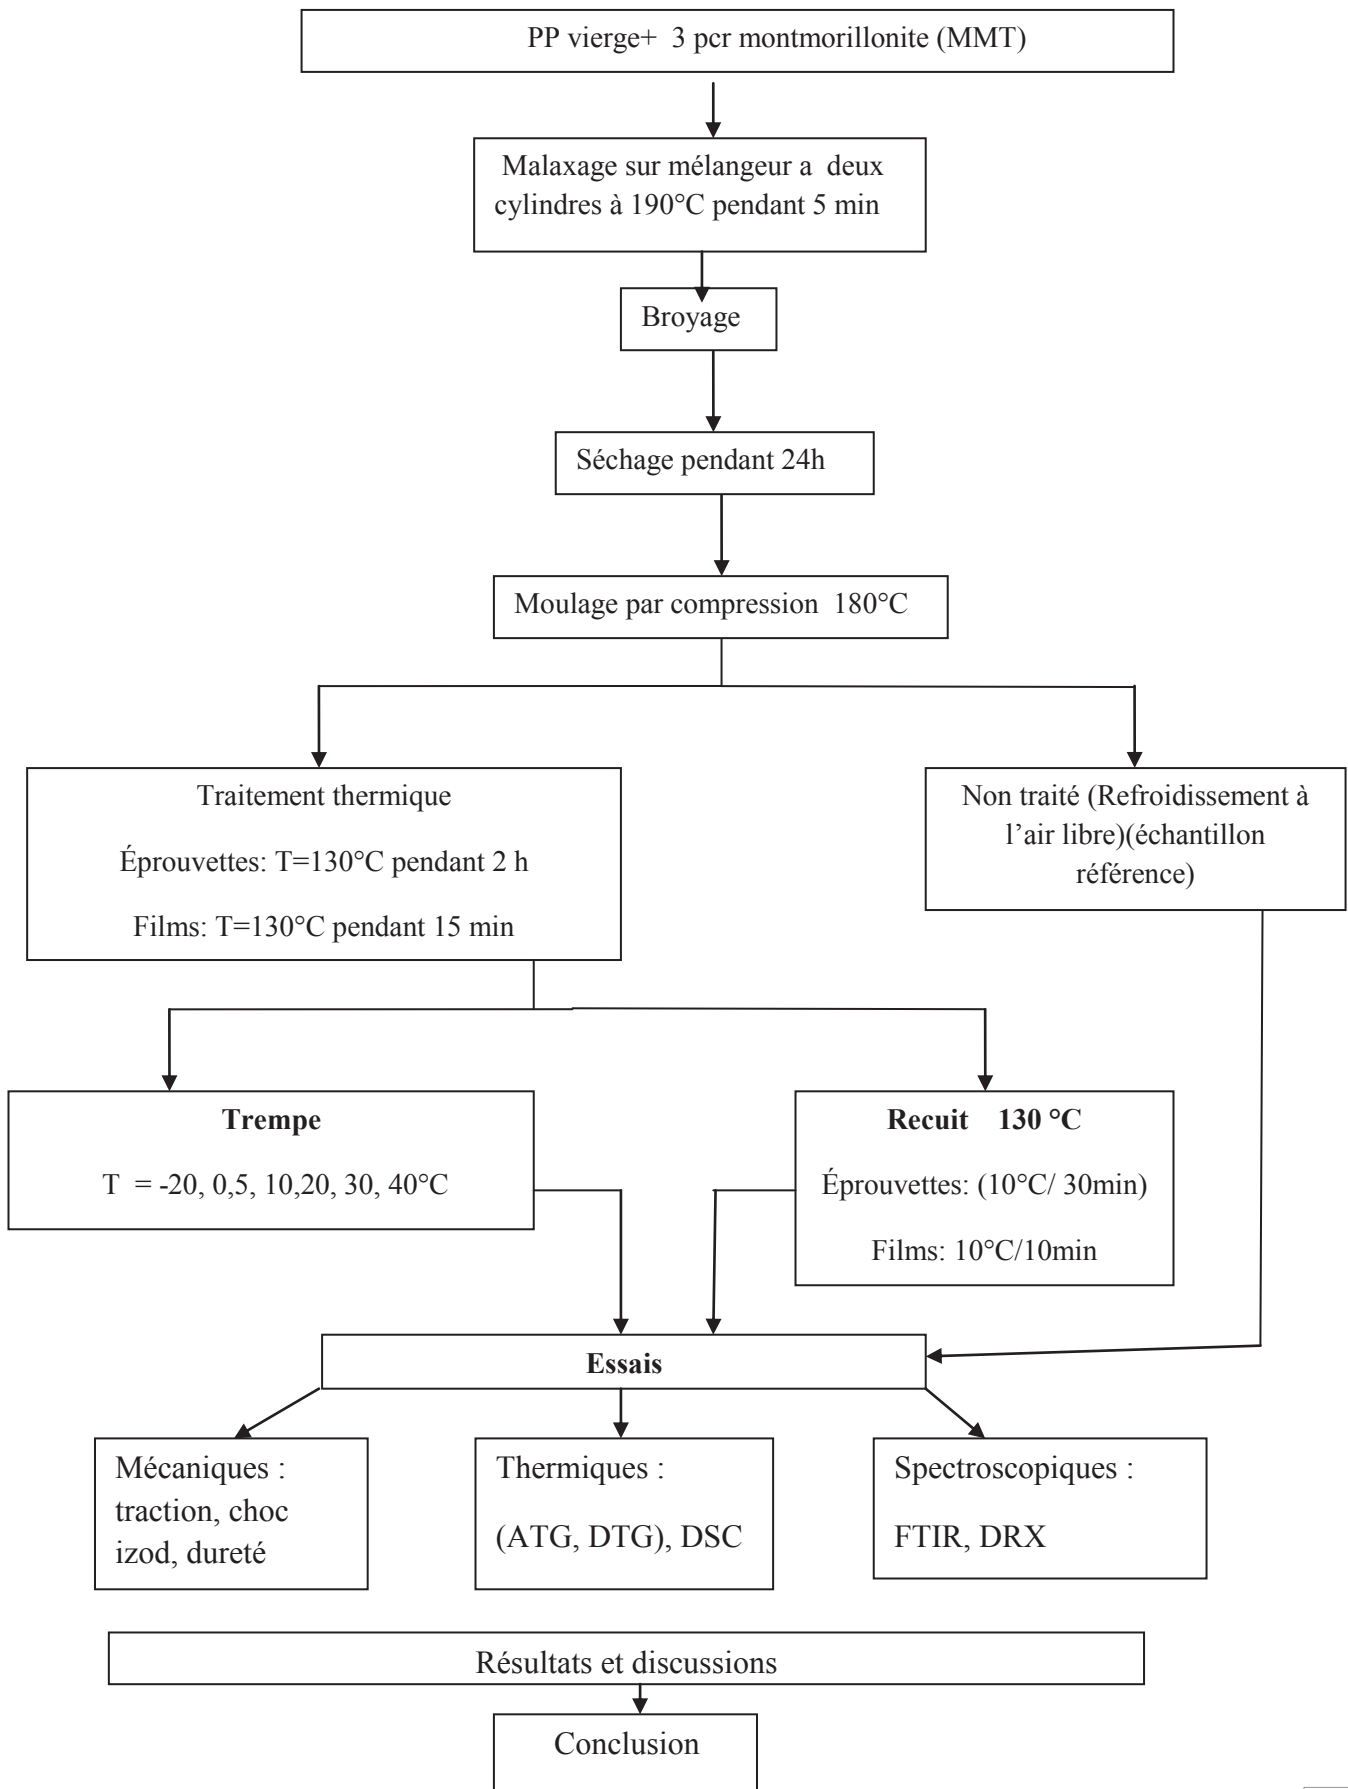 PP vierge+ 3 pcr montmorillonite (MMT)
Malaxage sur mélangeur a deux
cylindres à 190°C pendant 5 min
Broyage
Séchage pendant 24h
Moulage par compression 180°C
Traitement thermique
Éprouvettes: T=130°C pendant 2 h
Films: T=130°C pendant 15 min
Non traité (Refroidissement à
l’air libre)(échantillon
référence)
Trempe
T = -20, 0,5, 10,20, 30, 40°C
Recuit 130 °C
Éprouvettes: (10°C/ 30min)
Films: 10°C/10min
Essais
Mécaniques :
traction, choc
izod, dureté
Thermiques :
(ATG, DTG), DSC
Spectroscopiques :
FTIR, DRX
Résultats et discussions
Conclusion